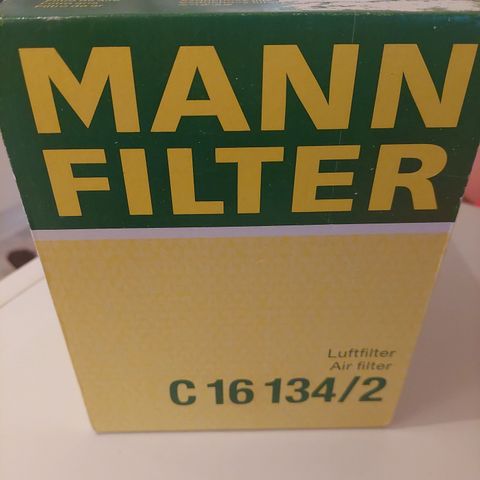 MANN
FILTER
Luftfilter
Air filter
C 16 134/2